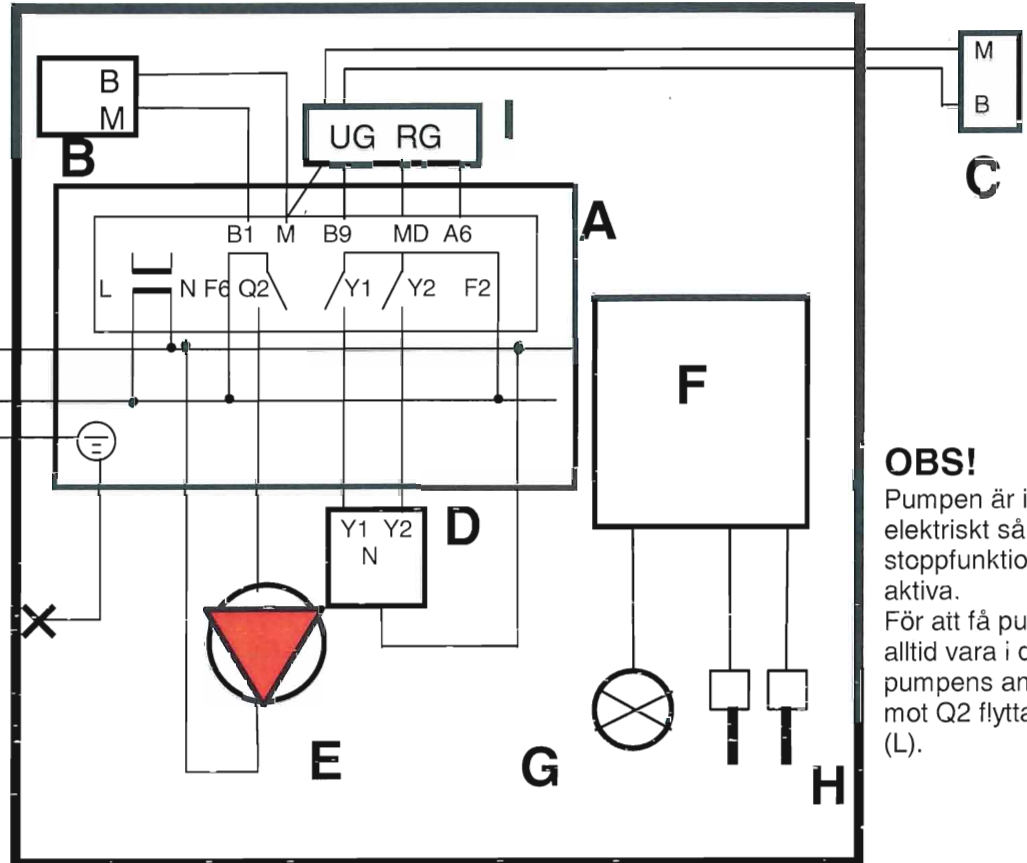 M
B
C
B
M
B
UG RG
I
A
B1 M B9 MD A6
L N F6 Q2 Y1 Y2 F2
F
Y1 Y2
N
D
E
G
H
OBS!
Pumpen är i
elektriskt så
stoppfunktio
aktiva.
För att få pu
alltid vara i d
pumpens an
mot Q2 flytta
(L).